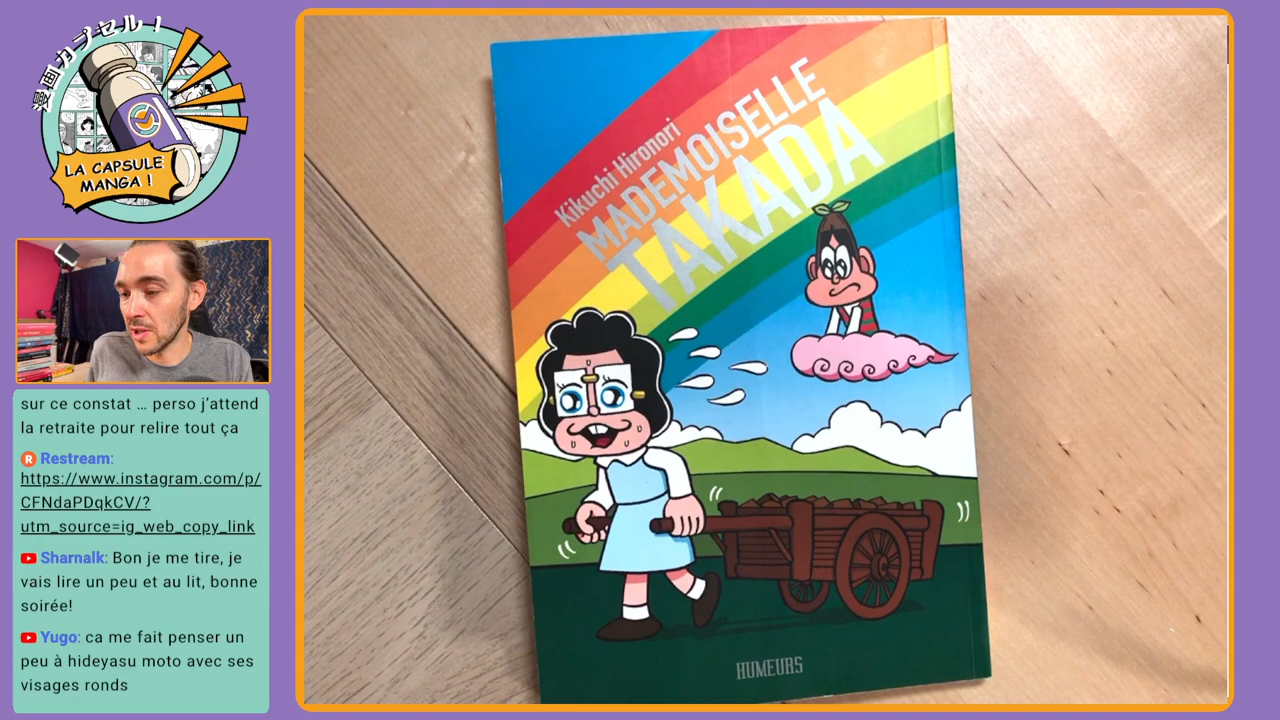 漫画カプセル!
LA CAPSULE
MANGA !
sur ce constat … perso j’attend
la retraite pour relire tout ça
Restream:
https://www.instagram.com/p/
CFNdaPDqkCV/?
utm_source=ig_web_copy_link
Sharnalk: Bon je me tire, je
vais lire un peu et au lit, bonne
soirée!
Yugo: ca me fait penser un
peu à hideyasu moto avec ses
visages ronds
Kikuchi Hironori
MADEMOISELLE
TAKADA
HUMEURS